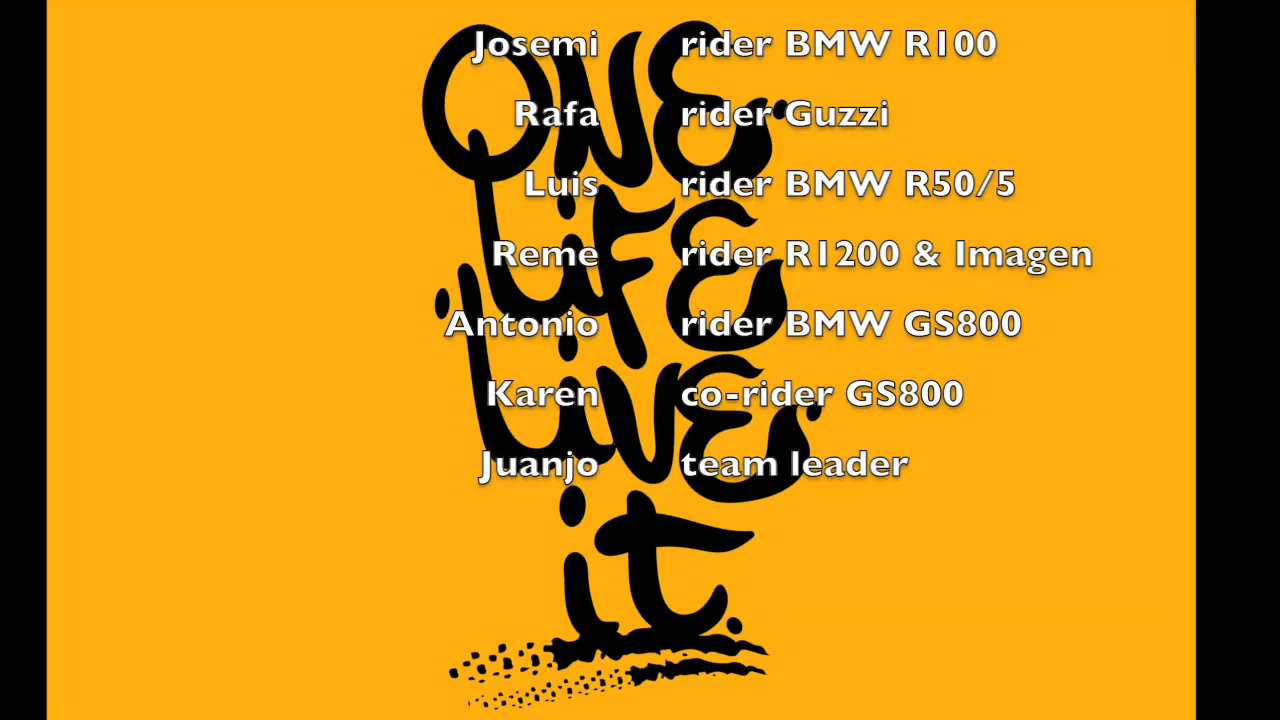 Josemi rider BMW R100
Rafa rider Guzzi
Luis rider BMW R50/5
Reme rider R1200 & Imagen
Antonio rider BMW GS800
Karen co-rider GS800
Juanjo team leader
ONE
LiFE
LiVE
it.